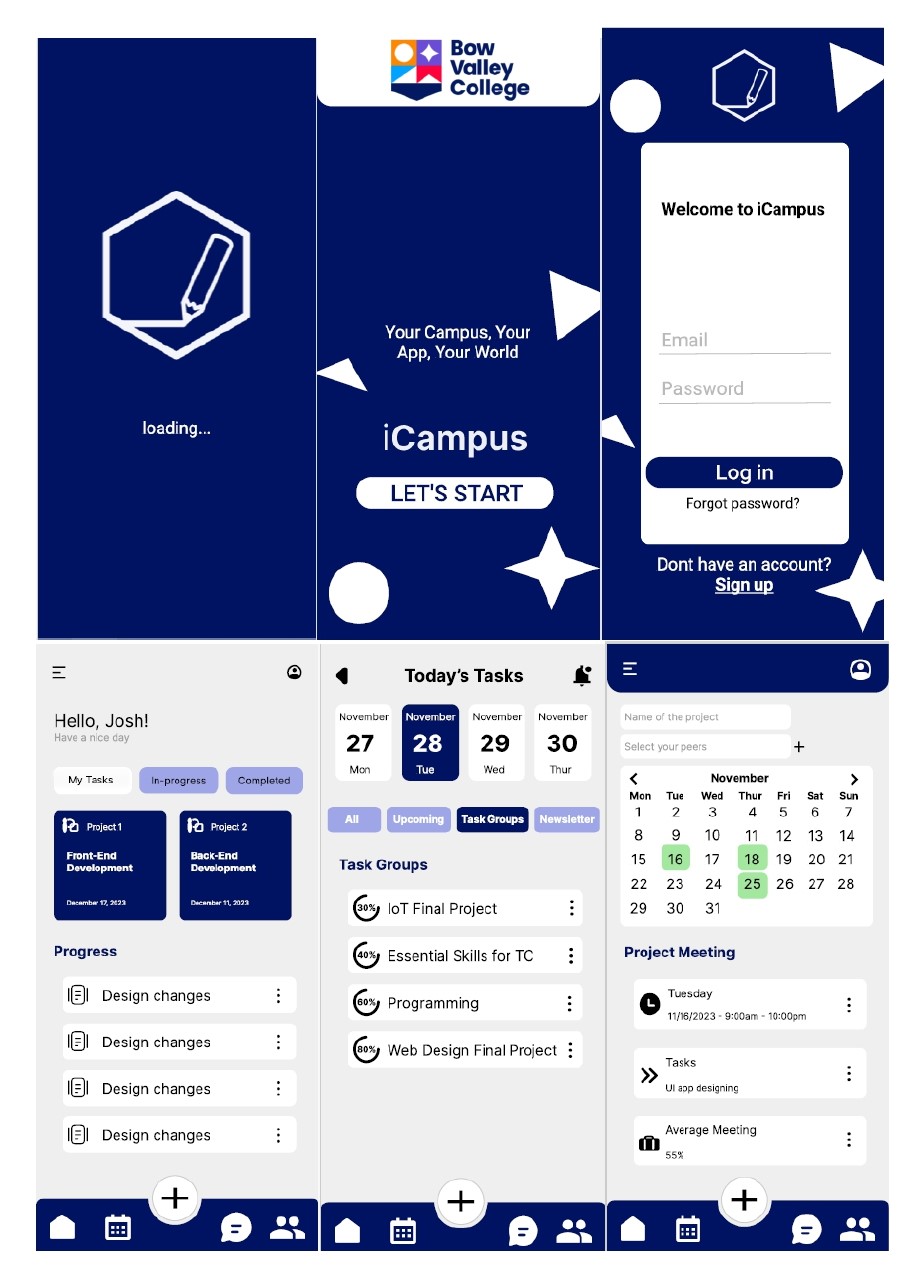 loading...
Bow
Valley
College
Your Campus, Your
App, Your World
iCampus
LET'S START
Welcome to iCampus
Email
Password
Log in
Forgot password?
Dont have an account?
Sign up
Hello, Josh!
Have a nice day
My Tasks In-progress Completed
Project 1 Project 2
Front-End
Development
Back-End
Development
December 12, 2023 December 11, 2023
Progress
Design changes
Design changes
Design changes
Design changes
Today's Tasks
November November November November
27 28 29 30
Mon Tue Wed Thur
All Upcoming Task Groups Newsletter
Task Groups
30% IoT Final Project
40% Essential Skills for TC
60% Programming
80% Web Design Final Project
Name of the project
Select your peers +
November
Mon Tue Wed Thur Fri Sat Sun
1 2 3 4 5 6 7
8 9 10 11 12 13 14
15 16 17 18 19 20 21
22 23 24 25 26 27 28
29 30 31
Project Meeting
Tuesday
11/16/2023 - 9:00am - 10:00pm
Tasks
UI app designing
Average Meeting
55%